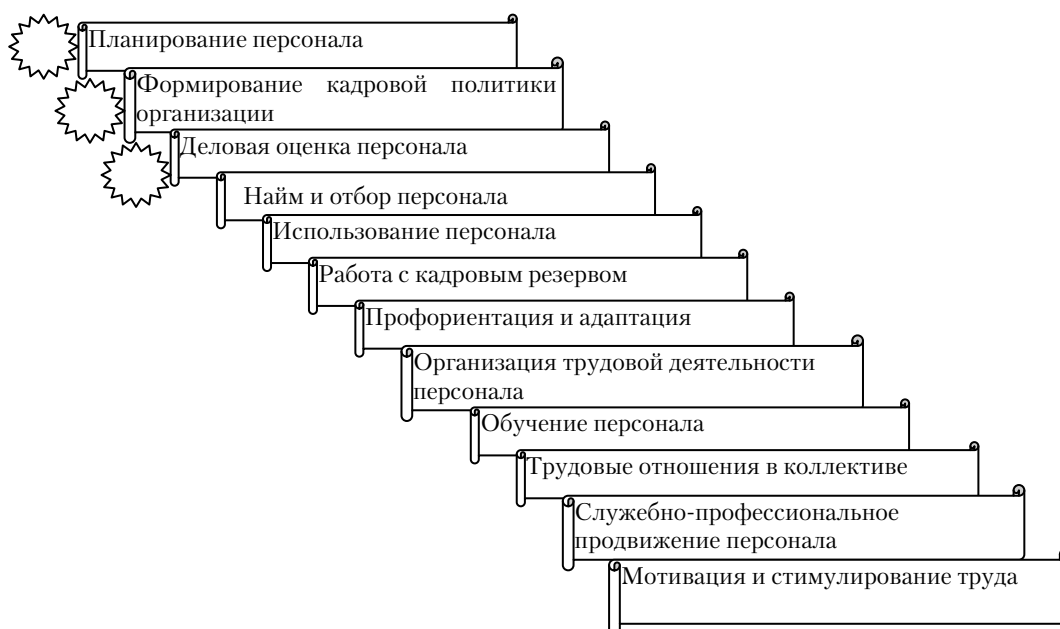 Планирование персонала
Формирование кадровой политики
организации
Деловая оценка персонала
Найм и отбор персонала
Использование персонала
Работа с кадровым резервом
Профориентация и адаптация
Организация трудовой деятельности
персонала
Обучение персонала
Трудовые отношения в коллективе
Служебно-профессиональное
продвижение персонала
Мотивация и стимулирование труда